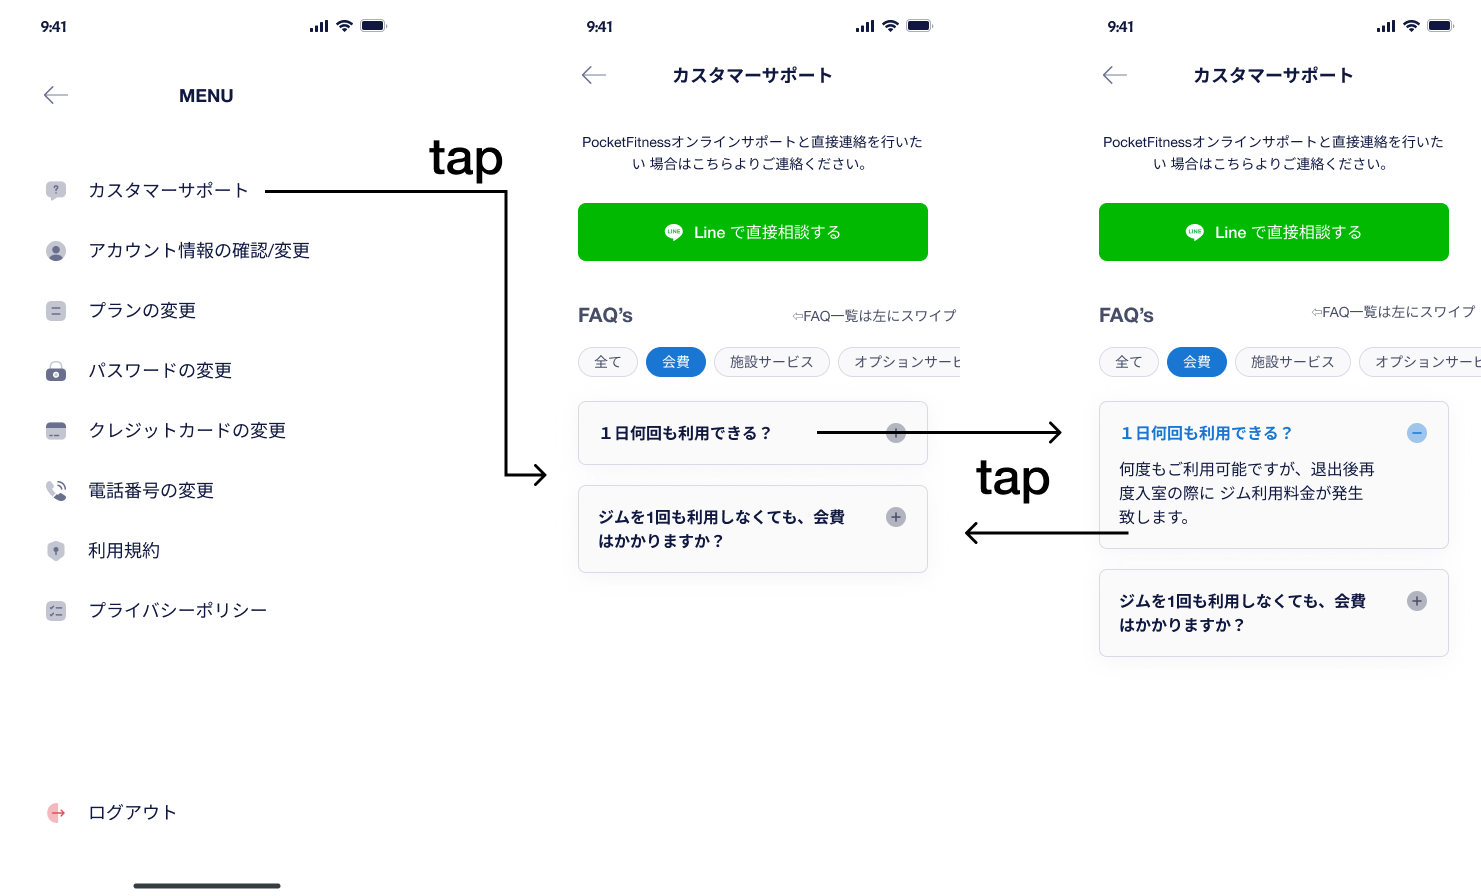 9:41
MENU
カスタマーサポート
アカウント情報の確認/変更
プランの変更
パスワードの変更
クレジットカードの変更
電話番号の変更
利用規約
プライバシーポリシー
ログアウト
tap
9:41
カスタマーサポート
PocketFitnessオンラインサポートと直接連絡を行いた
い 場合はこちらよりご連絡ください。
LINE
Line で直接相談する
FAQ’s
⇦FAQ一覧は左にスワイプ
全て
会費
施設サービス
オプションサービ
１日何回も利用できる？
ジムを1回も利用しなくても、会費
はかかりますか？
tap
9:41
カスタマーサポート
PocketFitnessオンラインサポートと直接連絡を行いた
い 場合はこちらよりご連絡ください。
LINE
Line で直接相談する
FAQ’s
⇦FAQ一覧は左にスワイプ
全て
会費
施設サービス
オプションサービ
１日何回も利用できる？
何度もご利用可能ですが、退出後再
度入室の際に ジム利用料金が発生
致します。
ジムを1回も利用しなくても、会費
はかかりますか？